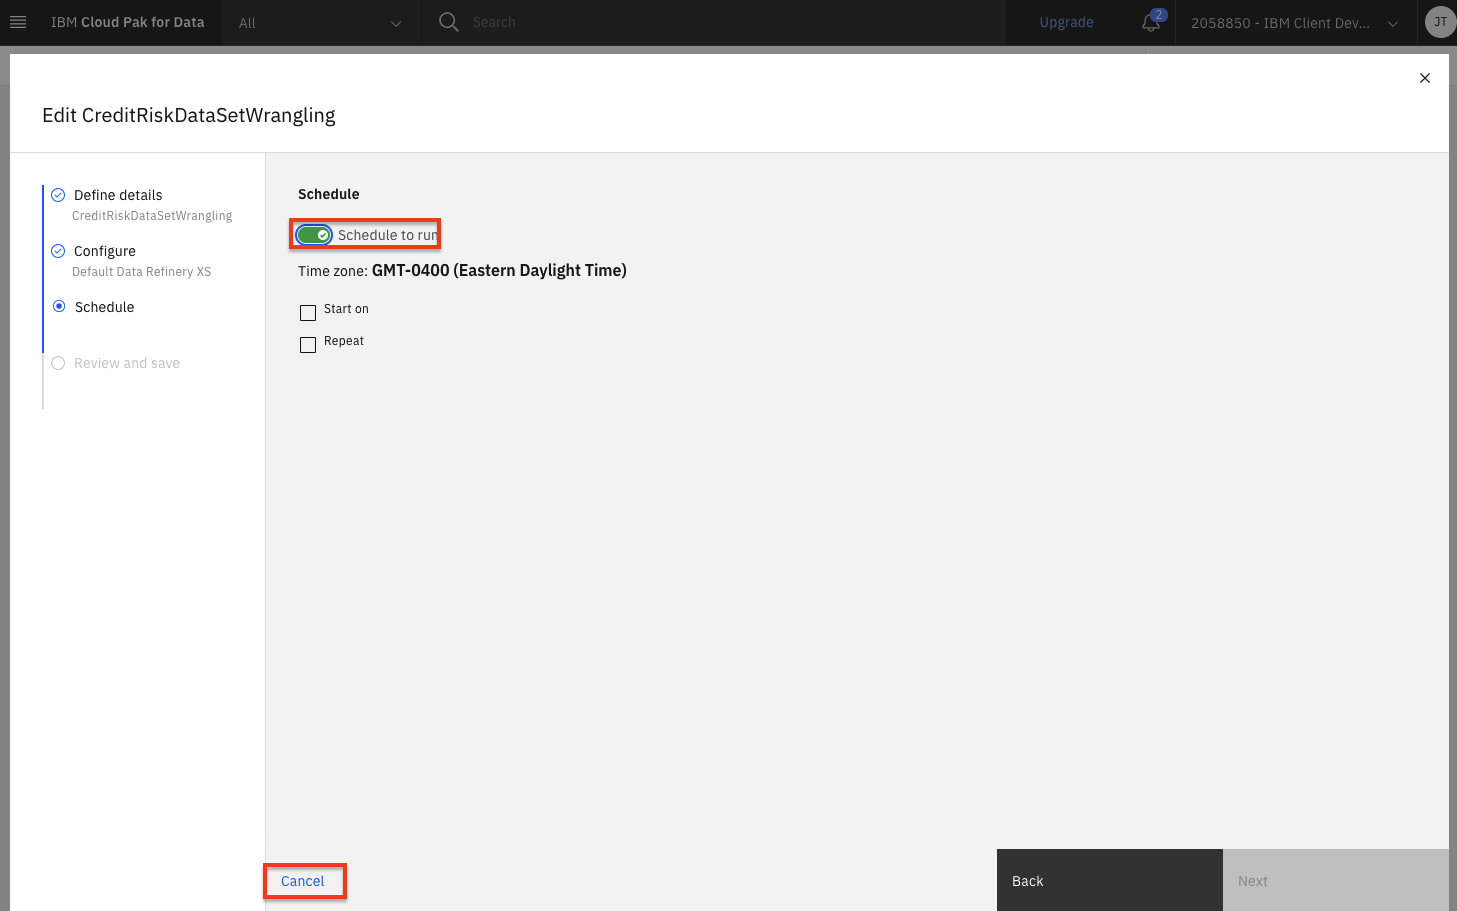 IBM Cloud Pak for Data
All
Search
Upgrade
2
2058850 - IBM Client Dev...
JT
Edit CreditRiskDataSetWrangling
Define details
CreditRiskDataSetWrangling
Configure
Default Data Refinery XS
Schedule
Review and save
Schedule
Schedule to run
Time zone: GMT-0400 (Eastern Daylight Time)
Start on
Repeat
Cancel
Back
Next